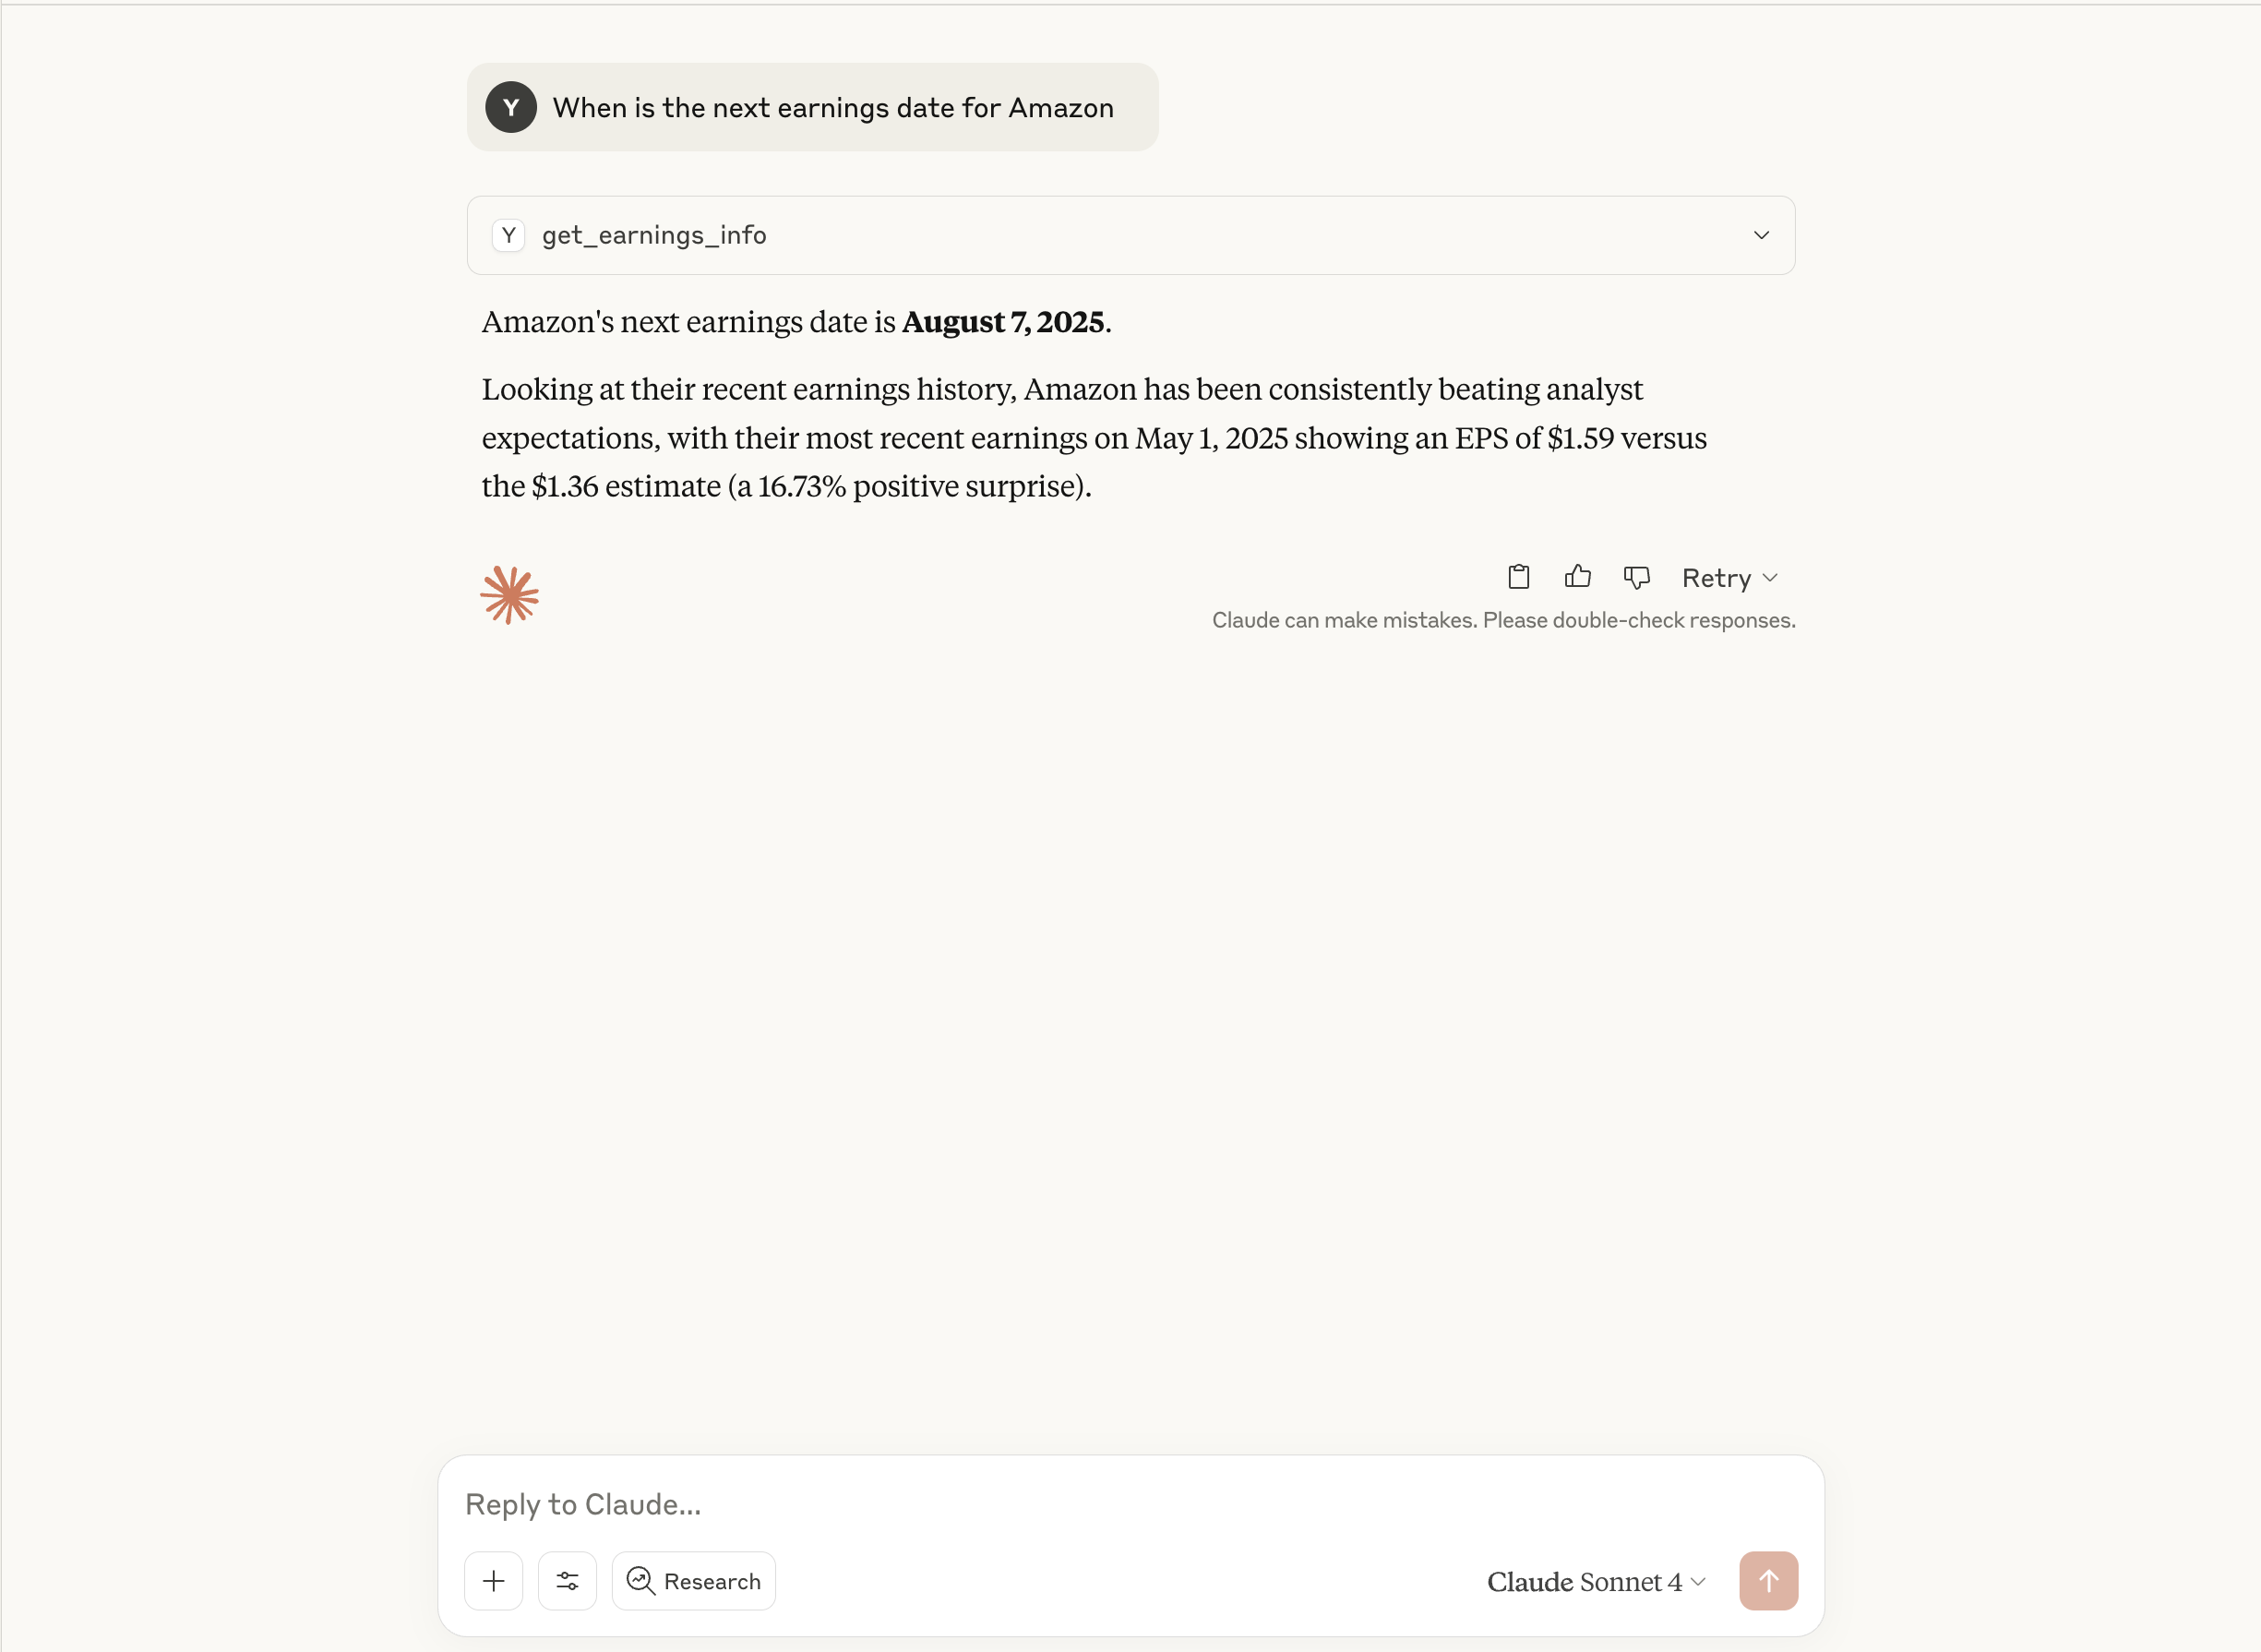 Y When is the next earnings date for Amazon
Y get_earnings_info
Amazon's next earnings date is August 7, 2025.
Looking at their recent earnings history, Amazon has been consistently beating analyst
expectations, with their most recent earnings on May 1, 2025 showing an EPS of $1.59 versus
the $1.36 estimate (a 16.73% positive surprise).
Retry
Claude can make mistakes. Please double-check responses.
Reply to Claude...
Research
Claude Sonnet 4